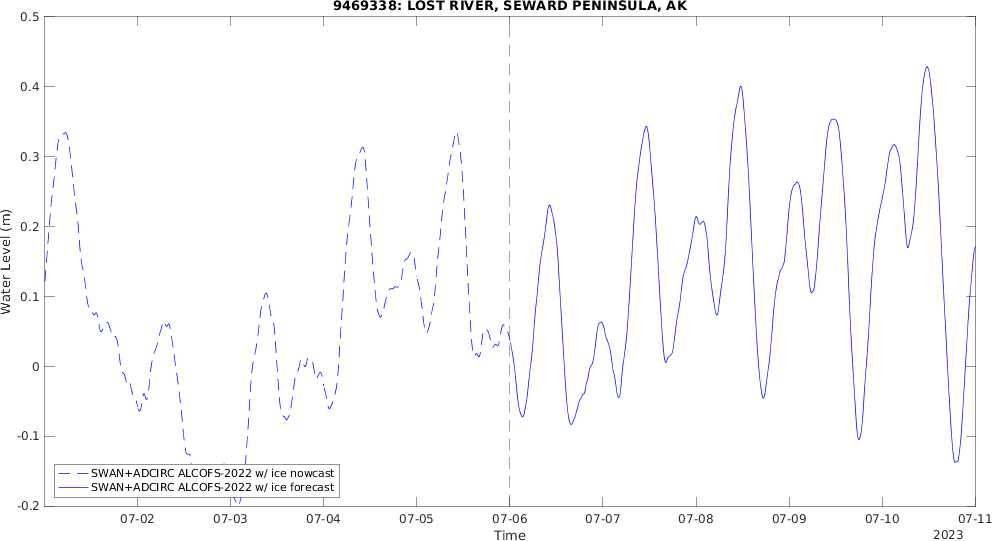 9469338: LOST RIVER, SEWARD PENINSULA, AK
0.5
0.4
0.3
0.2
0.1
0
-0.1
-0.2
Water Level (m)
SWAN+ADCIRC ALCOFS-2022 w/ ice nowcast
SWAN+ADCIRC ALCOFS-2022 w/ ice forecast
07-02 07-03 07-04 07-05 07-06 07-07 07-08 07-09 07-10 07-11
Time
2023